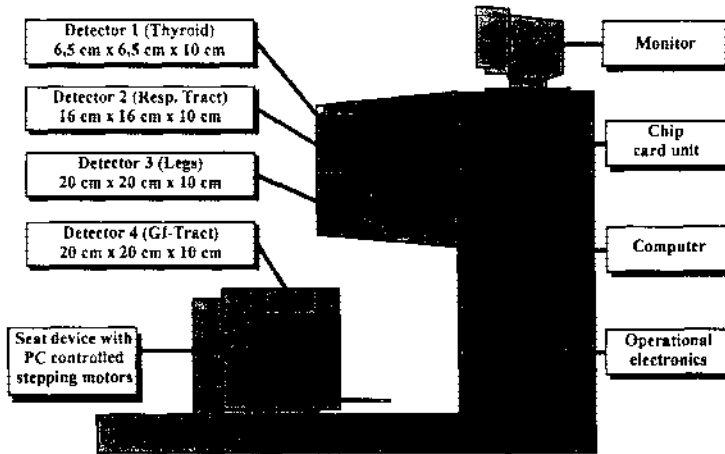 Detector 1 (Thyroid)
6,5 cm x 6,5 cm x 10 cm
Detector 2 (Resp. Tract)
16 cm x 16 cm x 10 cm
Detector 3 (Legs)
20 cm x 20 cm x 10 cm
Detector 4 (GI-Tract)
20 cm x 20 cm x 10 cm
Seat device with
PC controlled
stepping motors
Monitor
Chip
card unit
Computer
Operational
electronics